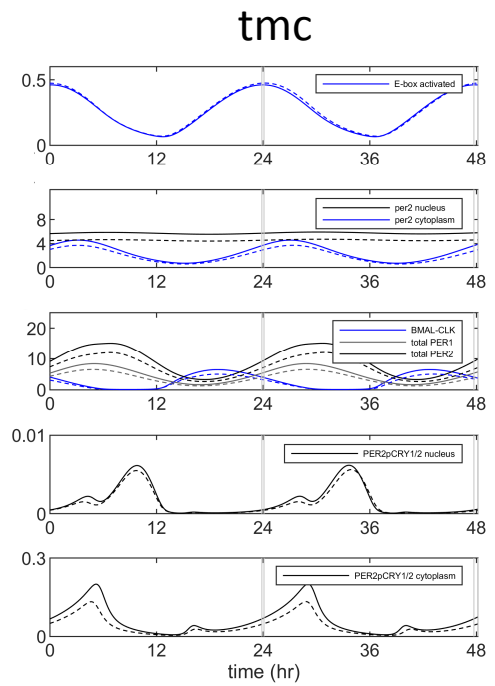 tmc
0.5
0
E-box activated
0 12 24 36 48
8
4
0
per2 nucleus
per2 cytoplasm
0 12 24 36 48
20
10
0
BMAL-CLK
total PER1
total PER2
0 12 24 36 48
0.01
0
PER2pCRY1/2 nucleus
0 12 24 36 48
0.3
0
PER2pCRY1/2 cytoplasm
0 12 24 36 48
time (hr)